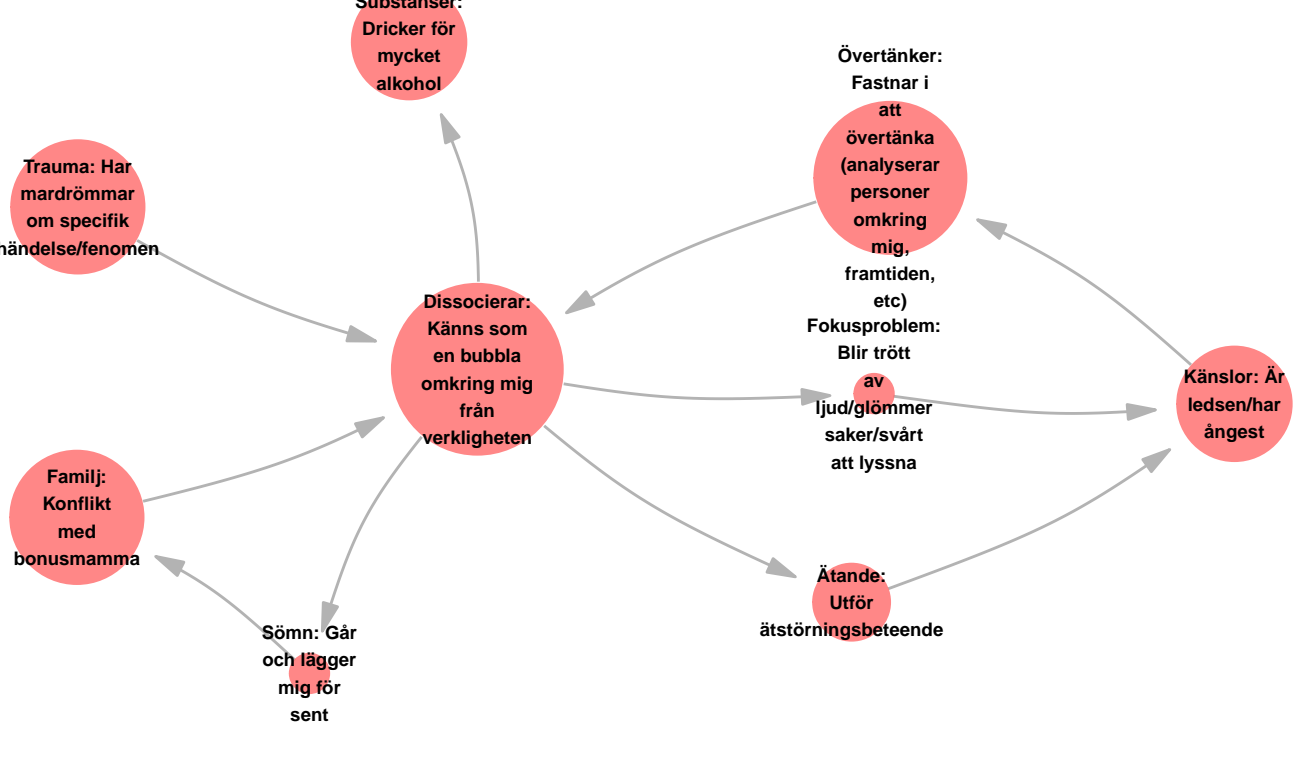 Substanser:
Dricker för
mycket
alkohol
Övertänker:
Fastnar i
att
övertänka
(analyserar
personer
omkring
mig,
framtiden,
etc)
Trauma: Har
mardrömmar
om specifik
händelse/fenomen
Dissocierar:
Känns som
en bubbla
omkring mig
från
verkligheten
Fokusproblem:
Blir trött
av
ljud/glömmer
saker/svårt
att lyssna
Känslor: Är
ledsen/har
ångest
Familj:
Konflikt
med
bonusmamma
Ätande:
Utför
ätstörningsbeteende
Sömn: Går
och lägger
mig för
sent